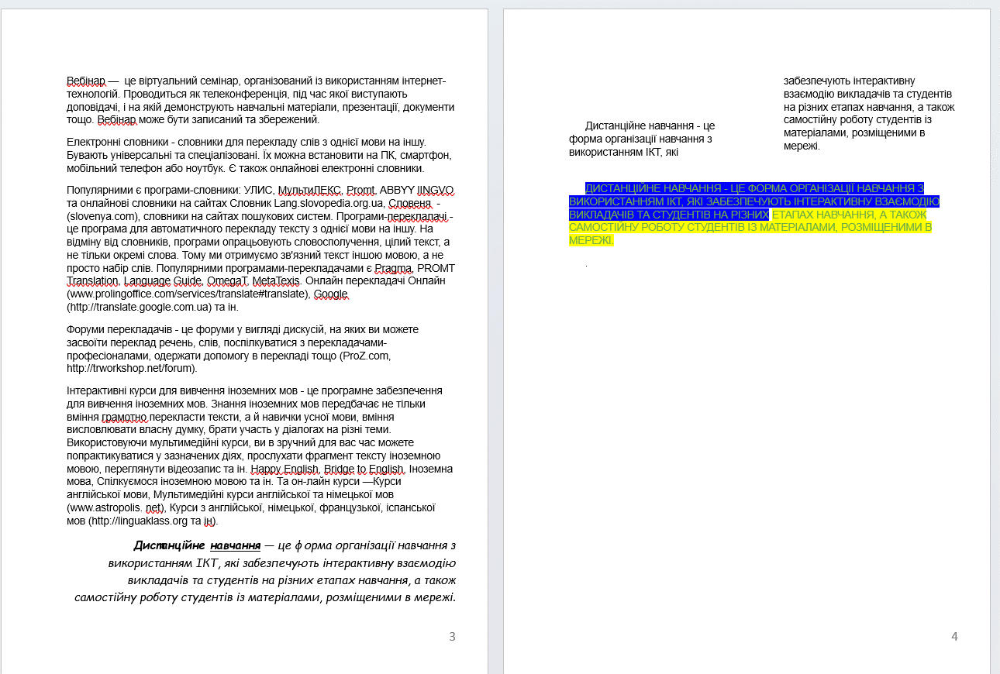 Вебінар — це віртуальний семінар, організований із використанням інтернет-
технологій. Проводиться як телеконференція, під час якої виступають
доповідачі, і на якій демонструють навчальні матеріали, презентації, документи
тощо. Вебінар може бути записаний та збережений.
Електронні словники - словники для перекладу слів з однієї мови на іншу.
Бувають універсальні та спеціалізовані. Їх можна встановити на ПК, смартфон,
мобільний телефон або ноутбук. Є також онлайнові електронні словники.
Популярними є програми-словники: УЛИС, МультиЛЕКС, Promt, ABBYY lINGVO
та онлайнові словники на сайтах Словник Lang.slovopedia.org.ua, Словеня -
(slovenya.com), словники на сайтах пошукових систем. Програми-перекладачі -
це програма для автоматичного перекладу тексту з однієї мови на іншу. На
відміну від словників, програми опрацьовують словосполучення, цілий текст, а
не тільки окремі слова. Тому ми отримуємо зв'язний текст іншою мовою, а не
просто набір слів. Популярними програмами-перекладачами є Pragma, PROMT
Translation, Language Guide, OmegaT, MetaTexis. Онлайн перекладачі Онлайн
(www.prolingoffice.com/services/translate#translate), Google
(http://translate.google.com.ua) та ін.
Форуми перекладачів - це форуми у вигляді дискусій, на яких ви можете
засвоїти переклад речень, слів, поспілкуватися з перекладачами-
професіоналами, одержати допомогу в перекладі тощо (ProZ.com,
http://trworkshop.net/forum).
Інтерактивні курси для вивчення іноземних мов - це програмне забезпечення
для вивчення іноземних мов. Знання іноземних мов передбачає не тільки
вміння грамотно перекласти тексти, а й навички усної мови, вміння
висловлювати власну думку, брати участь у діалогах на різні теми.
Використовуючи мультимедійні курси, ви в зручний для вас час можете
попрактикуватися у зазначених діях, прослухати фрагмент тексту іноземною
мовою, переглянути відеозапис та ін. Happy English, Bridge to English, Іноземна
мова, Спілкуємося іноземною мовою та ін. Та он-лайн курси —Курси
англійської мови, Мультимедійні курси англійської та німецької мов
(www.astropolis. net), Курси з англійської, німецької, французької, іспанської
мов (http://linguaklass.org та ін).
Дистанційне навчання — це форма організації навчання з
використанням ІКТ, які забезпечують інтерактивну взаємодію
викладачів та студентів на різних етапах навчання, а також
самостійну роботу студентів із матеріалами, розміщеними в мережі.
3
Дистанційне навчання - це
форма організації навчання з
використанням ІКТ, які
забезпечують інтерактивну
взаємодію викладачів та студентів
на різних етапах навчання, а також
самостійну роботу студентів із
матеріалами, розміщеними в
мережі.
ДИСТАНЦІЙНЕ НАВЧАННЯ - ЦЕ ФОРМА ОРГАНІЗАЦІЇ НАВЧАННЯ З
ВИКОРИСТАННЯМ ІКТ, ЯКІ ЗАБЕЗПЕЧУЮТЬ ІНТЕРАКТИВНУ ВЗАЄМОДІЮ
ВИКЛАДАЧІВ ТА СТУДЕНТІВ НА РІЗНИХ ЕТАПАХ НАВЧАННЯ, А ТАКОЖ
САМОСТІЙНУ РОБОТУ СТУДЕНТІВ ІЗ МАТЕРІАЛАМИ, РОЗМІЩЕНИМИ В
МЕРЕЖІ.
.
4